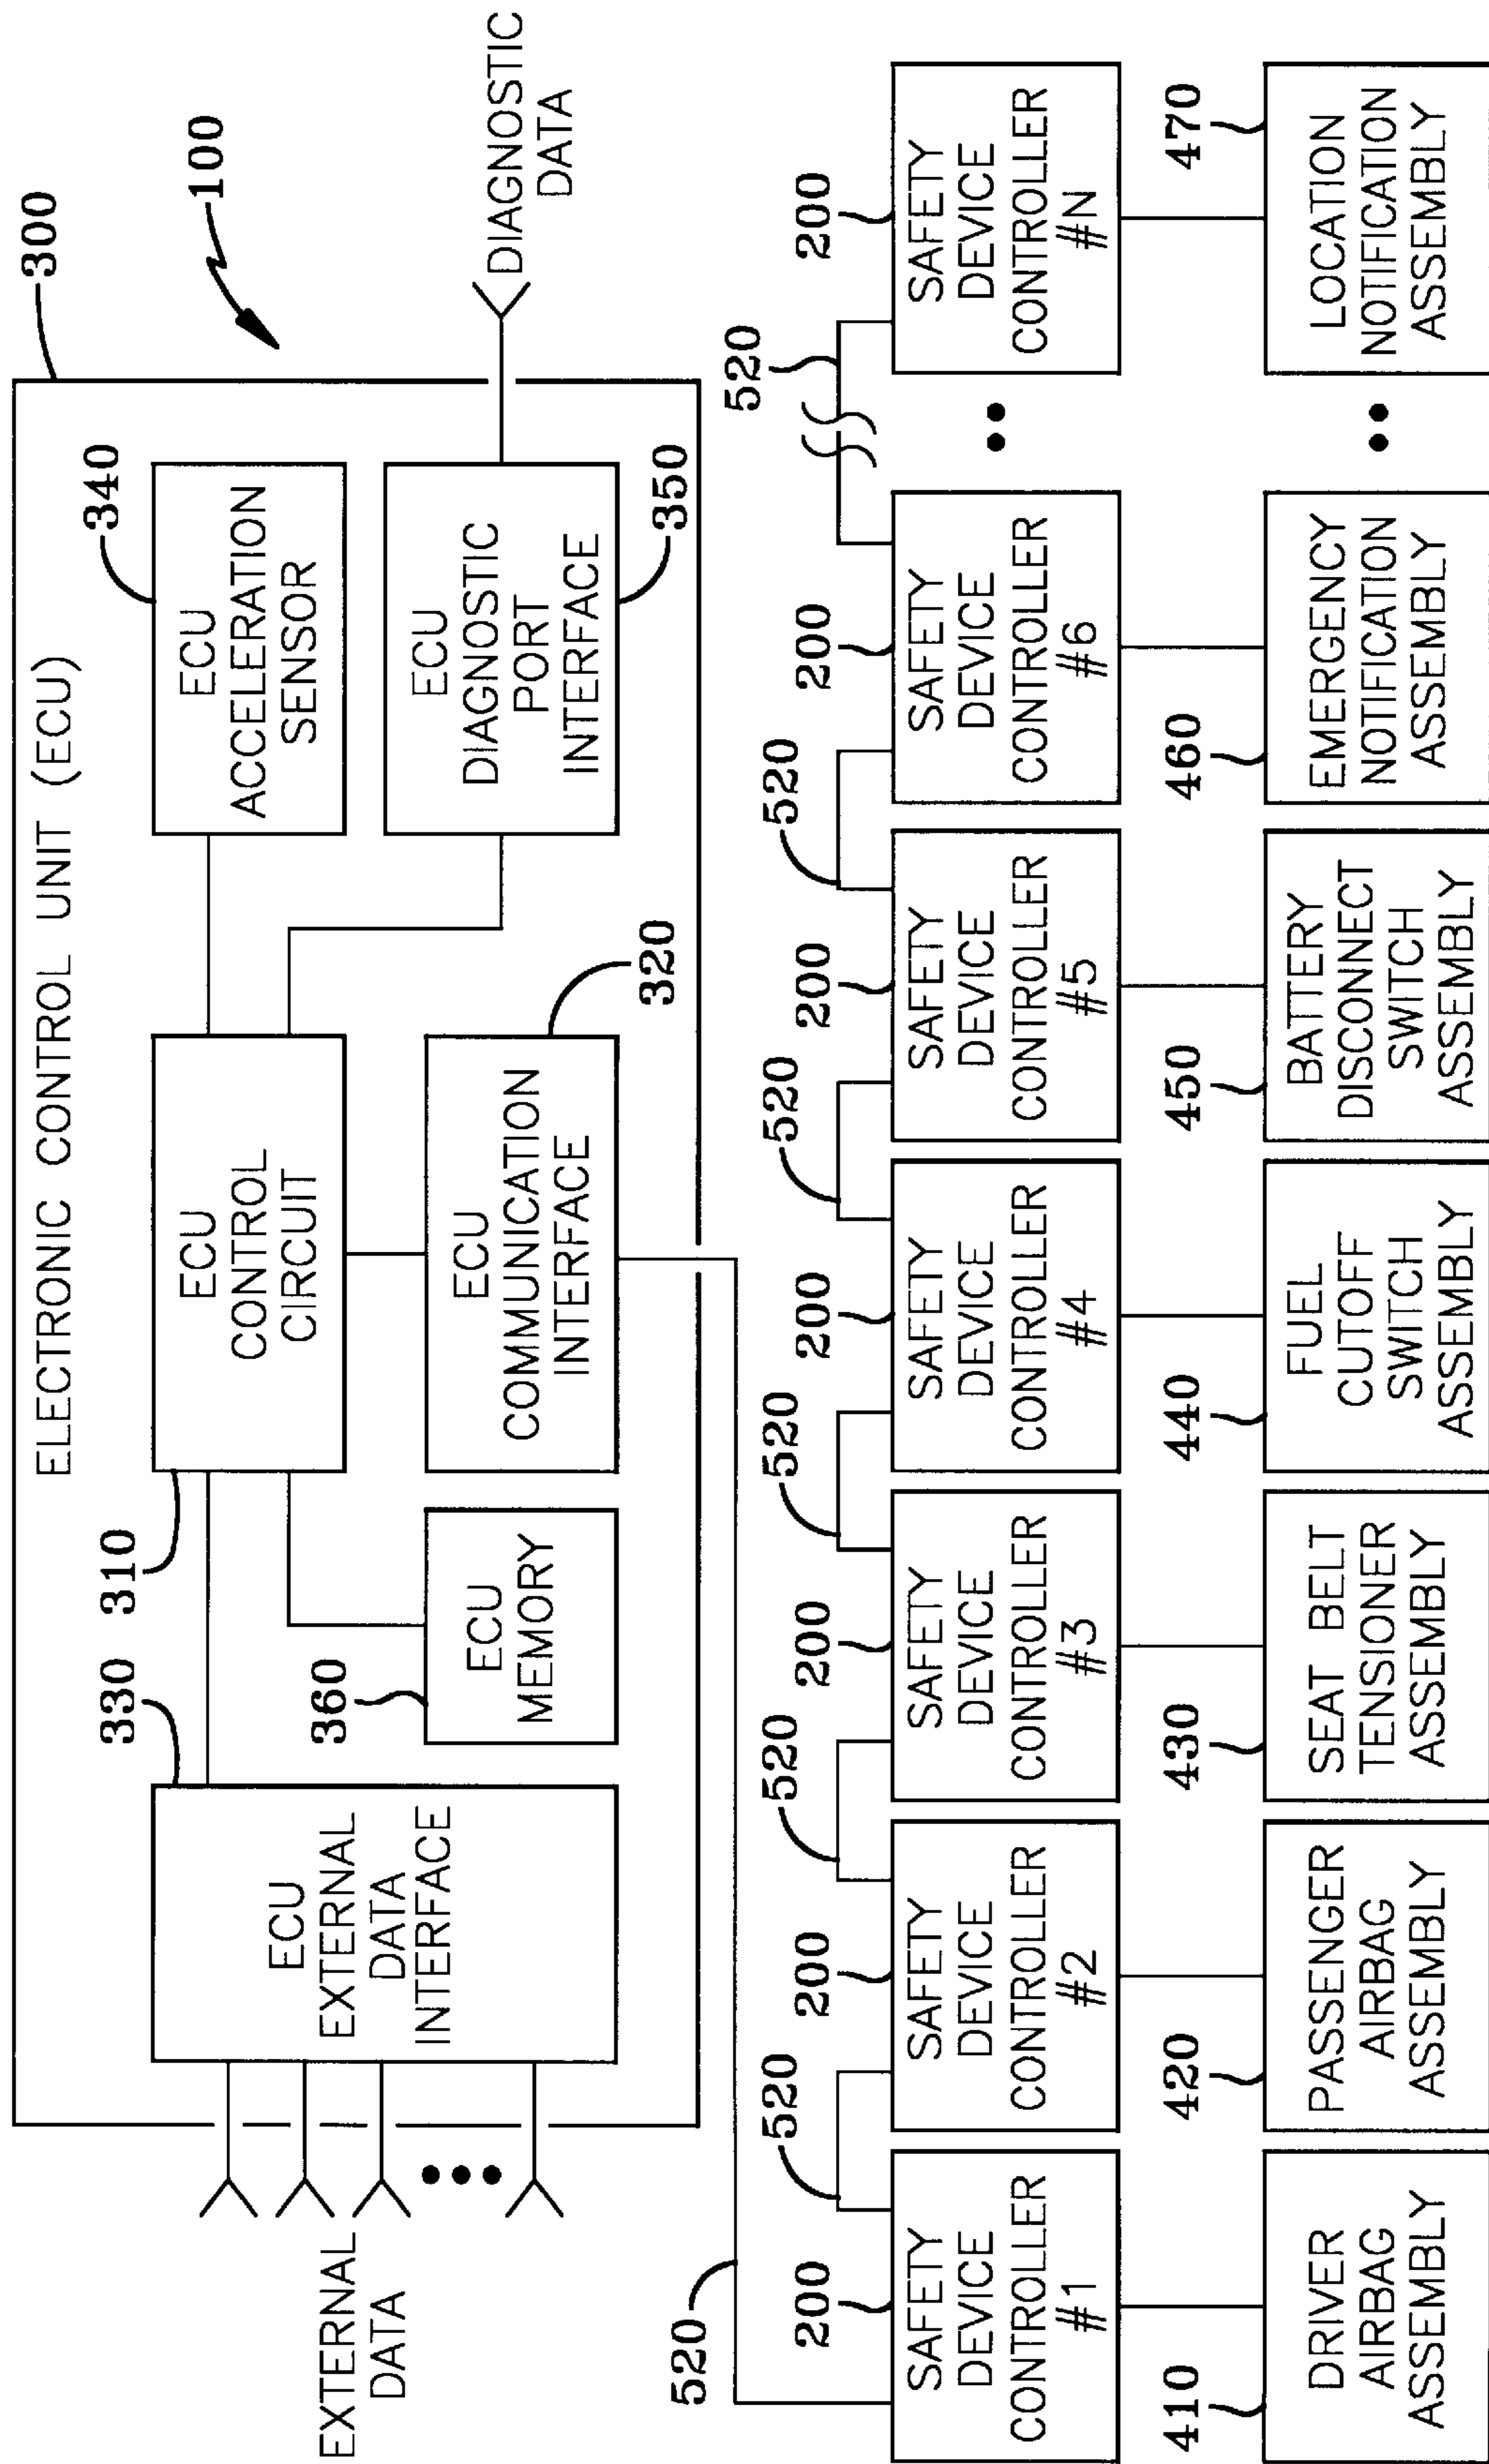 ELECTRONIC CONTROL UNIT (ECU)
300
100
EXTERNAL
DATA
330
ECU
EXTERNAL
DATA
INTERFACE
310
ECU
CONTROL
CIRCUIT
340
ECU
ACCELERATION
SENSOR
360
ECU
MEMORY
ECU
COMMUNICATION
INTERFACE
320
ECU
DIAGNOSTIC
PORT
INTERFACE
350
DIAGNOSTIC
DATA
520
520
520
520
520
520
520
200
200
200
200
200
200
200
SAFETY
DEVICE
CONTROLLER
#1
SAFETY
DEVICE
CONTROLLER
#2
SAFETY
DEVICE
CONTROLLER
#3
SAFETY
DEVICE
CONTROLLER
#4
SAFETY
DEVICE
CONTROLLER
#5
SAFETY
DEVICE
CONTROLLER
#6
SAFETY
DEVICE
CONTROLLER
#N
410
DRIVER
AIRBAG
ASSEMBLY
420
PASSENGER
AIRBAG
ASSEMBLY
430
SEAT BELT
TENSIONER
ASSEMBLY
440
FUEL
CUTOFF
SWITCH
ASSEMBLY
450
BATTERY
DISCONNECT
SWITCH
ASSEMBLY
460
EMERGENCY
NOTIFICATION
ASSEMBLY
470
LOCATION
NOTIFICATION
ASSEMBLY